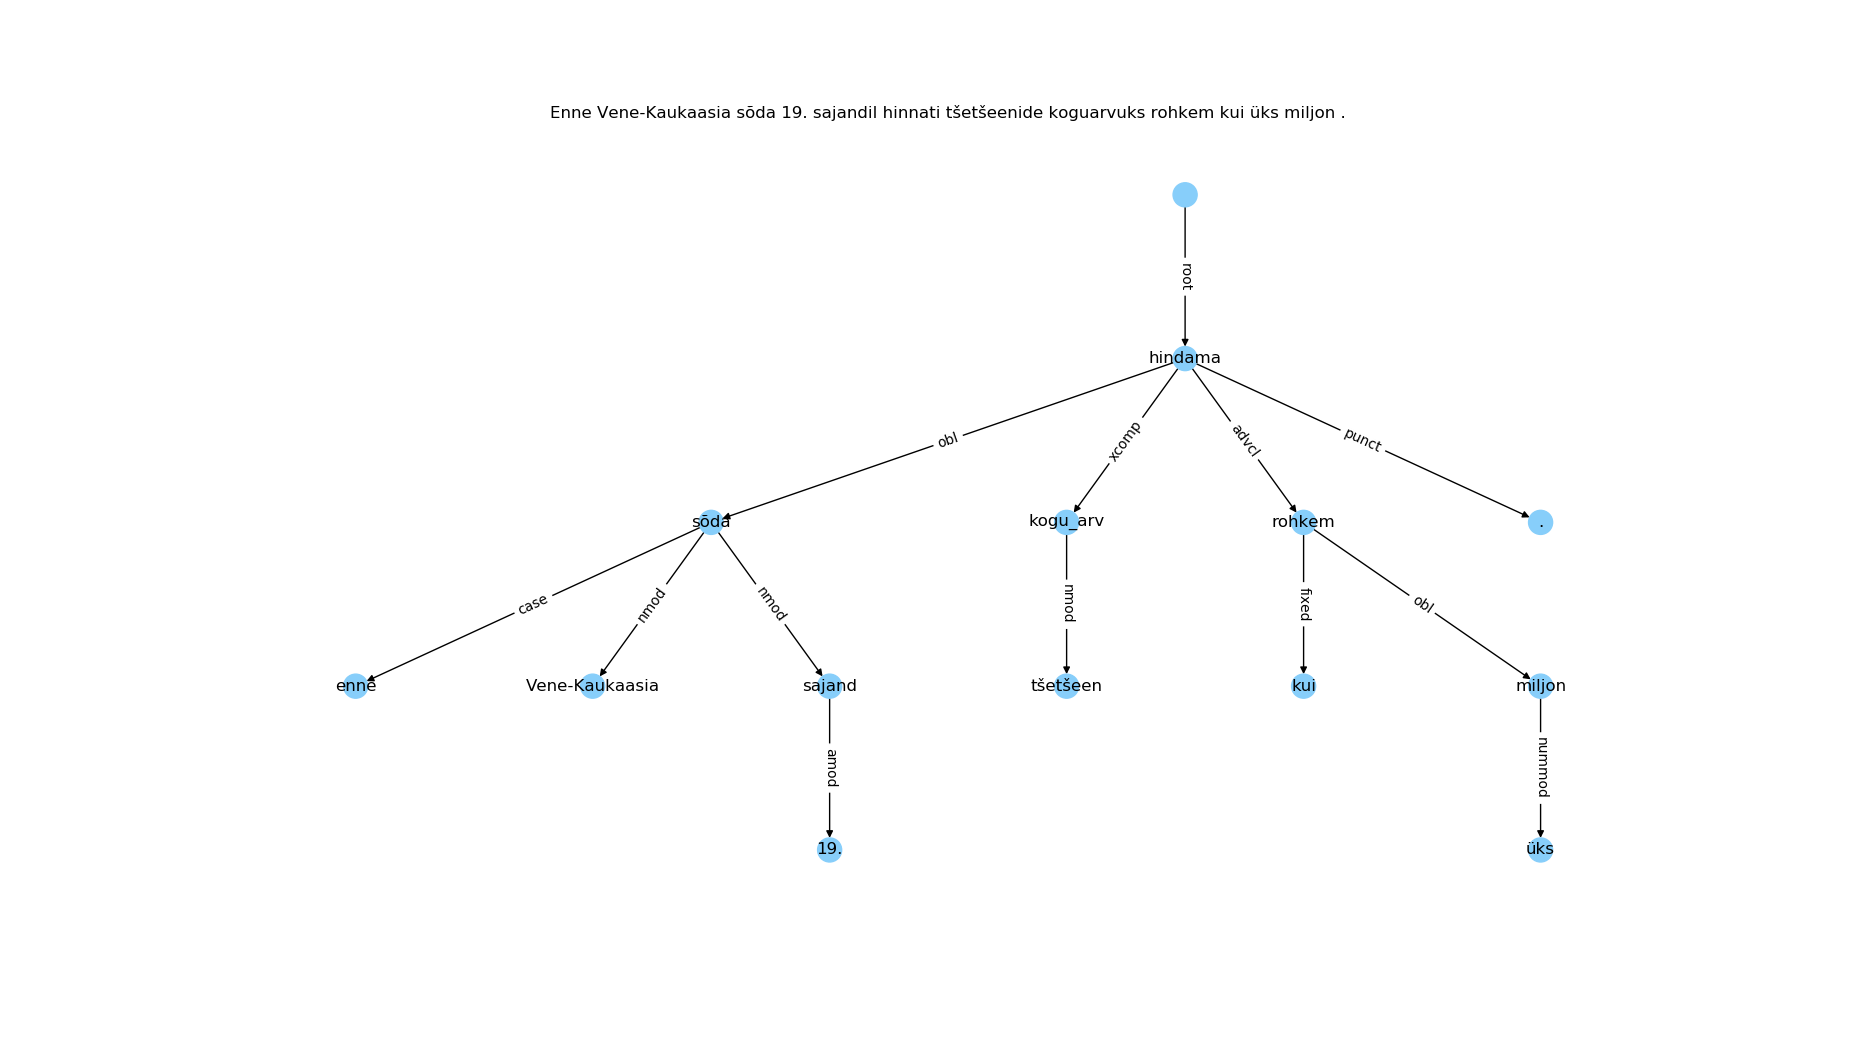 Enne Vene-Kaukaasia sõda 19. sajandil hinnati tšetšeenide koguarvuks rohkem kui üks miljon .
root
hindama
obl
xcomp
advcl
punct
sõda
kogu_arv
rohkem
.
case
nmod
nmod
nmod
fixed
obl
enne
Vene-Kaukaasia
sajand
tšetšeen
kui
miljon
amod
nummod
19.
üks